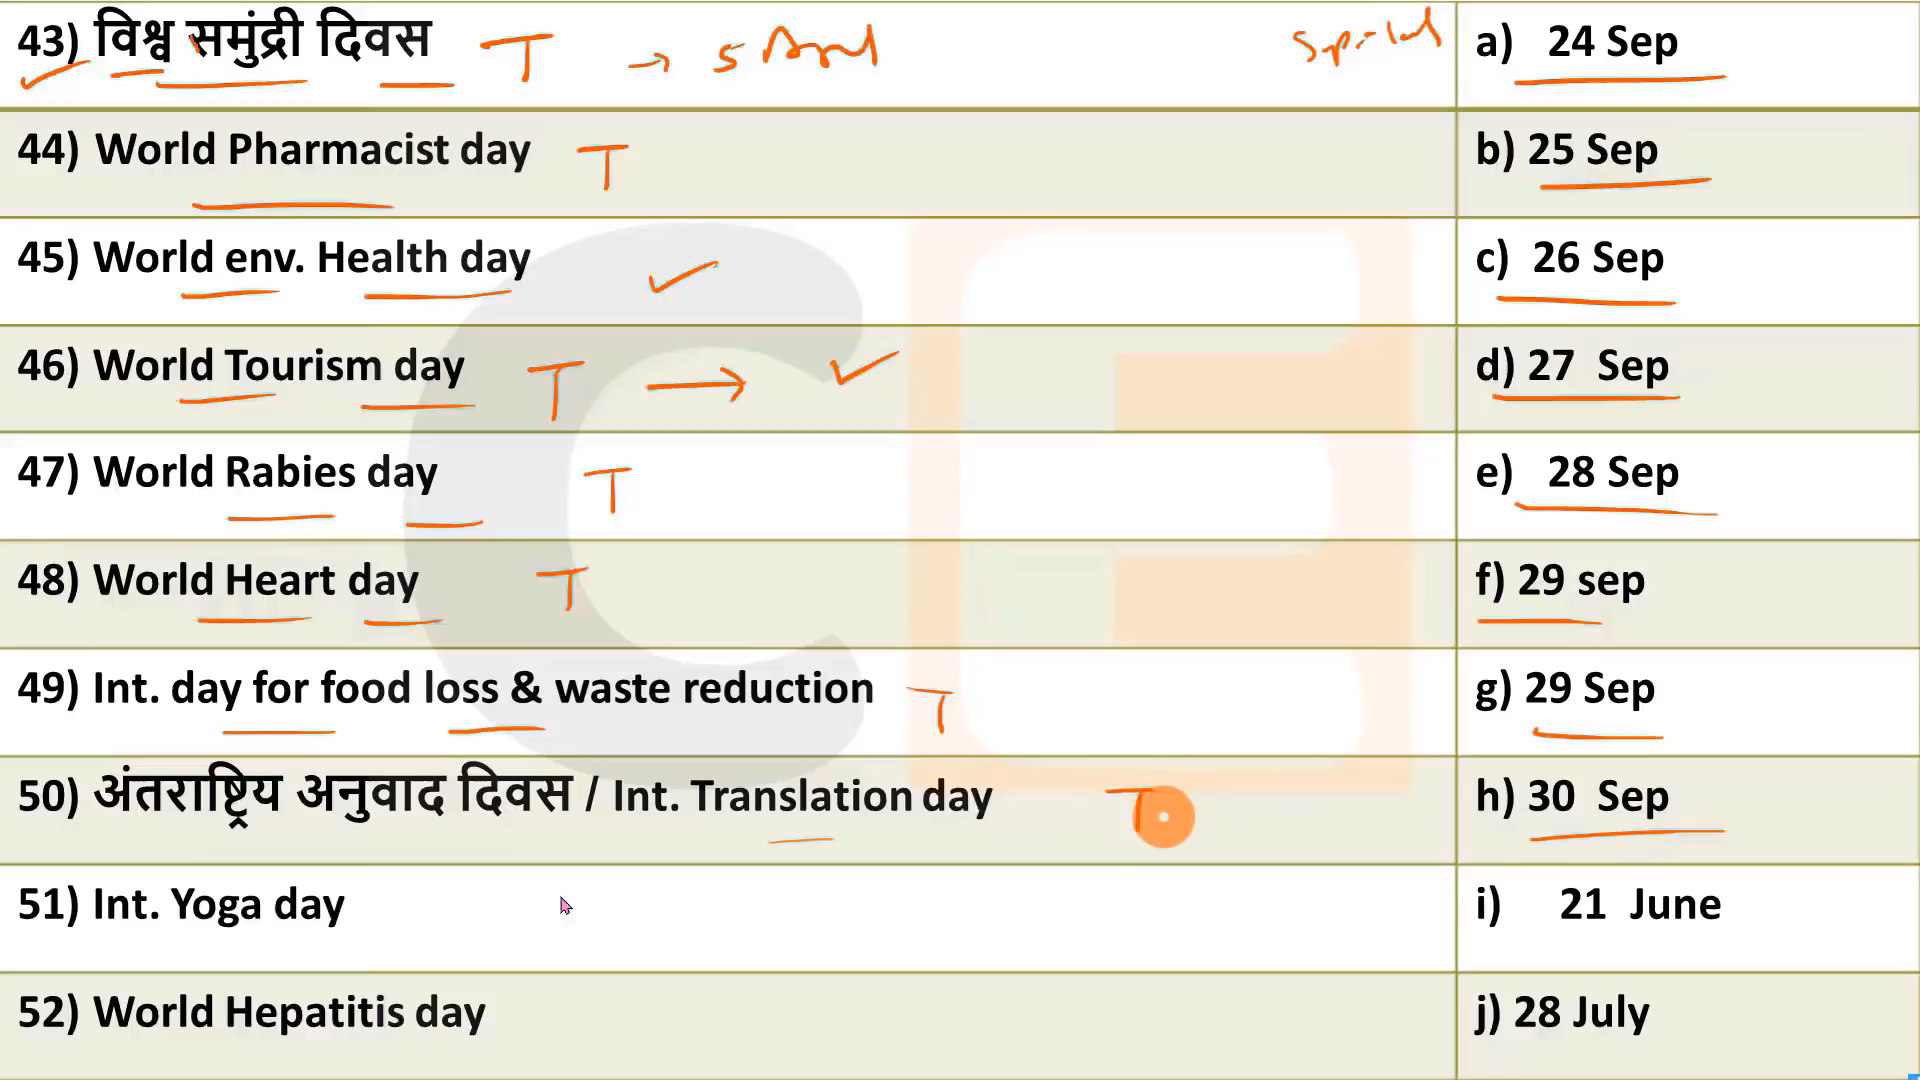 43) विश्व समुंद्री दिवस T → 5 a) 24 Sep
44) World Pharmacist day T b) 25 Sep
45) World env. Health day ✓ c) 26 Sep
46) World Tourism day T → ✓ d) 27 Sep
47) World Rabies day T e) 28 Sep
48) World Heart day T f) 29 sep
49) Int. day for food loss & waste reduction T g) 29 Sep
50) अंतराष्ट्रिय अनुवाद दिवस / Int. Translation day T h) 30 Sep
51) Int. Yoga day i) 21 June
52) World Hepatitis day j) 28 July